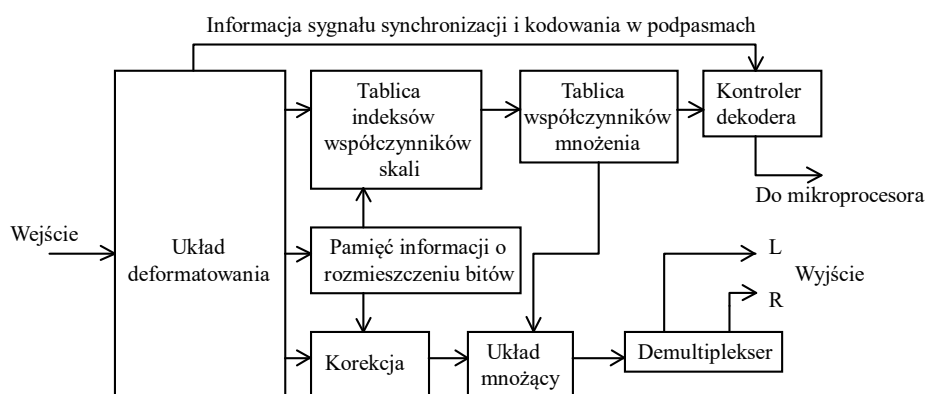 Informacja sygnału synchronizacji i kodowania w podpasmach
Tablica
indeksów
współczynników
skali
Tablica
współczynników
mnożenia
Kontroler
dekodera
Do mikroprocesora
Wejście
Układ
deformatowania
Pamięć informacji o
rozmieszczeniu bitów
L
Wyjście
R
Korekcja
Układ
mnożący
Demultiplekser